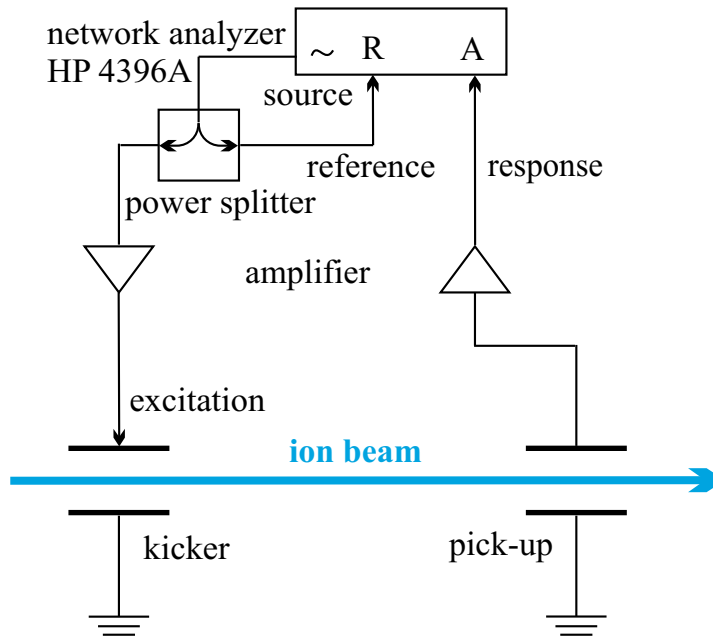 network analyzer
HP 4396A
~ R A
source
reference
response
power splitter
amplifier
excitation
ion beam
kicker
pick-up